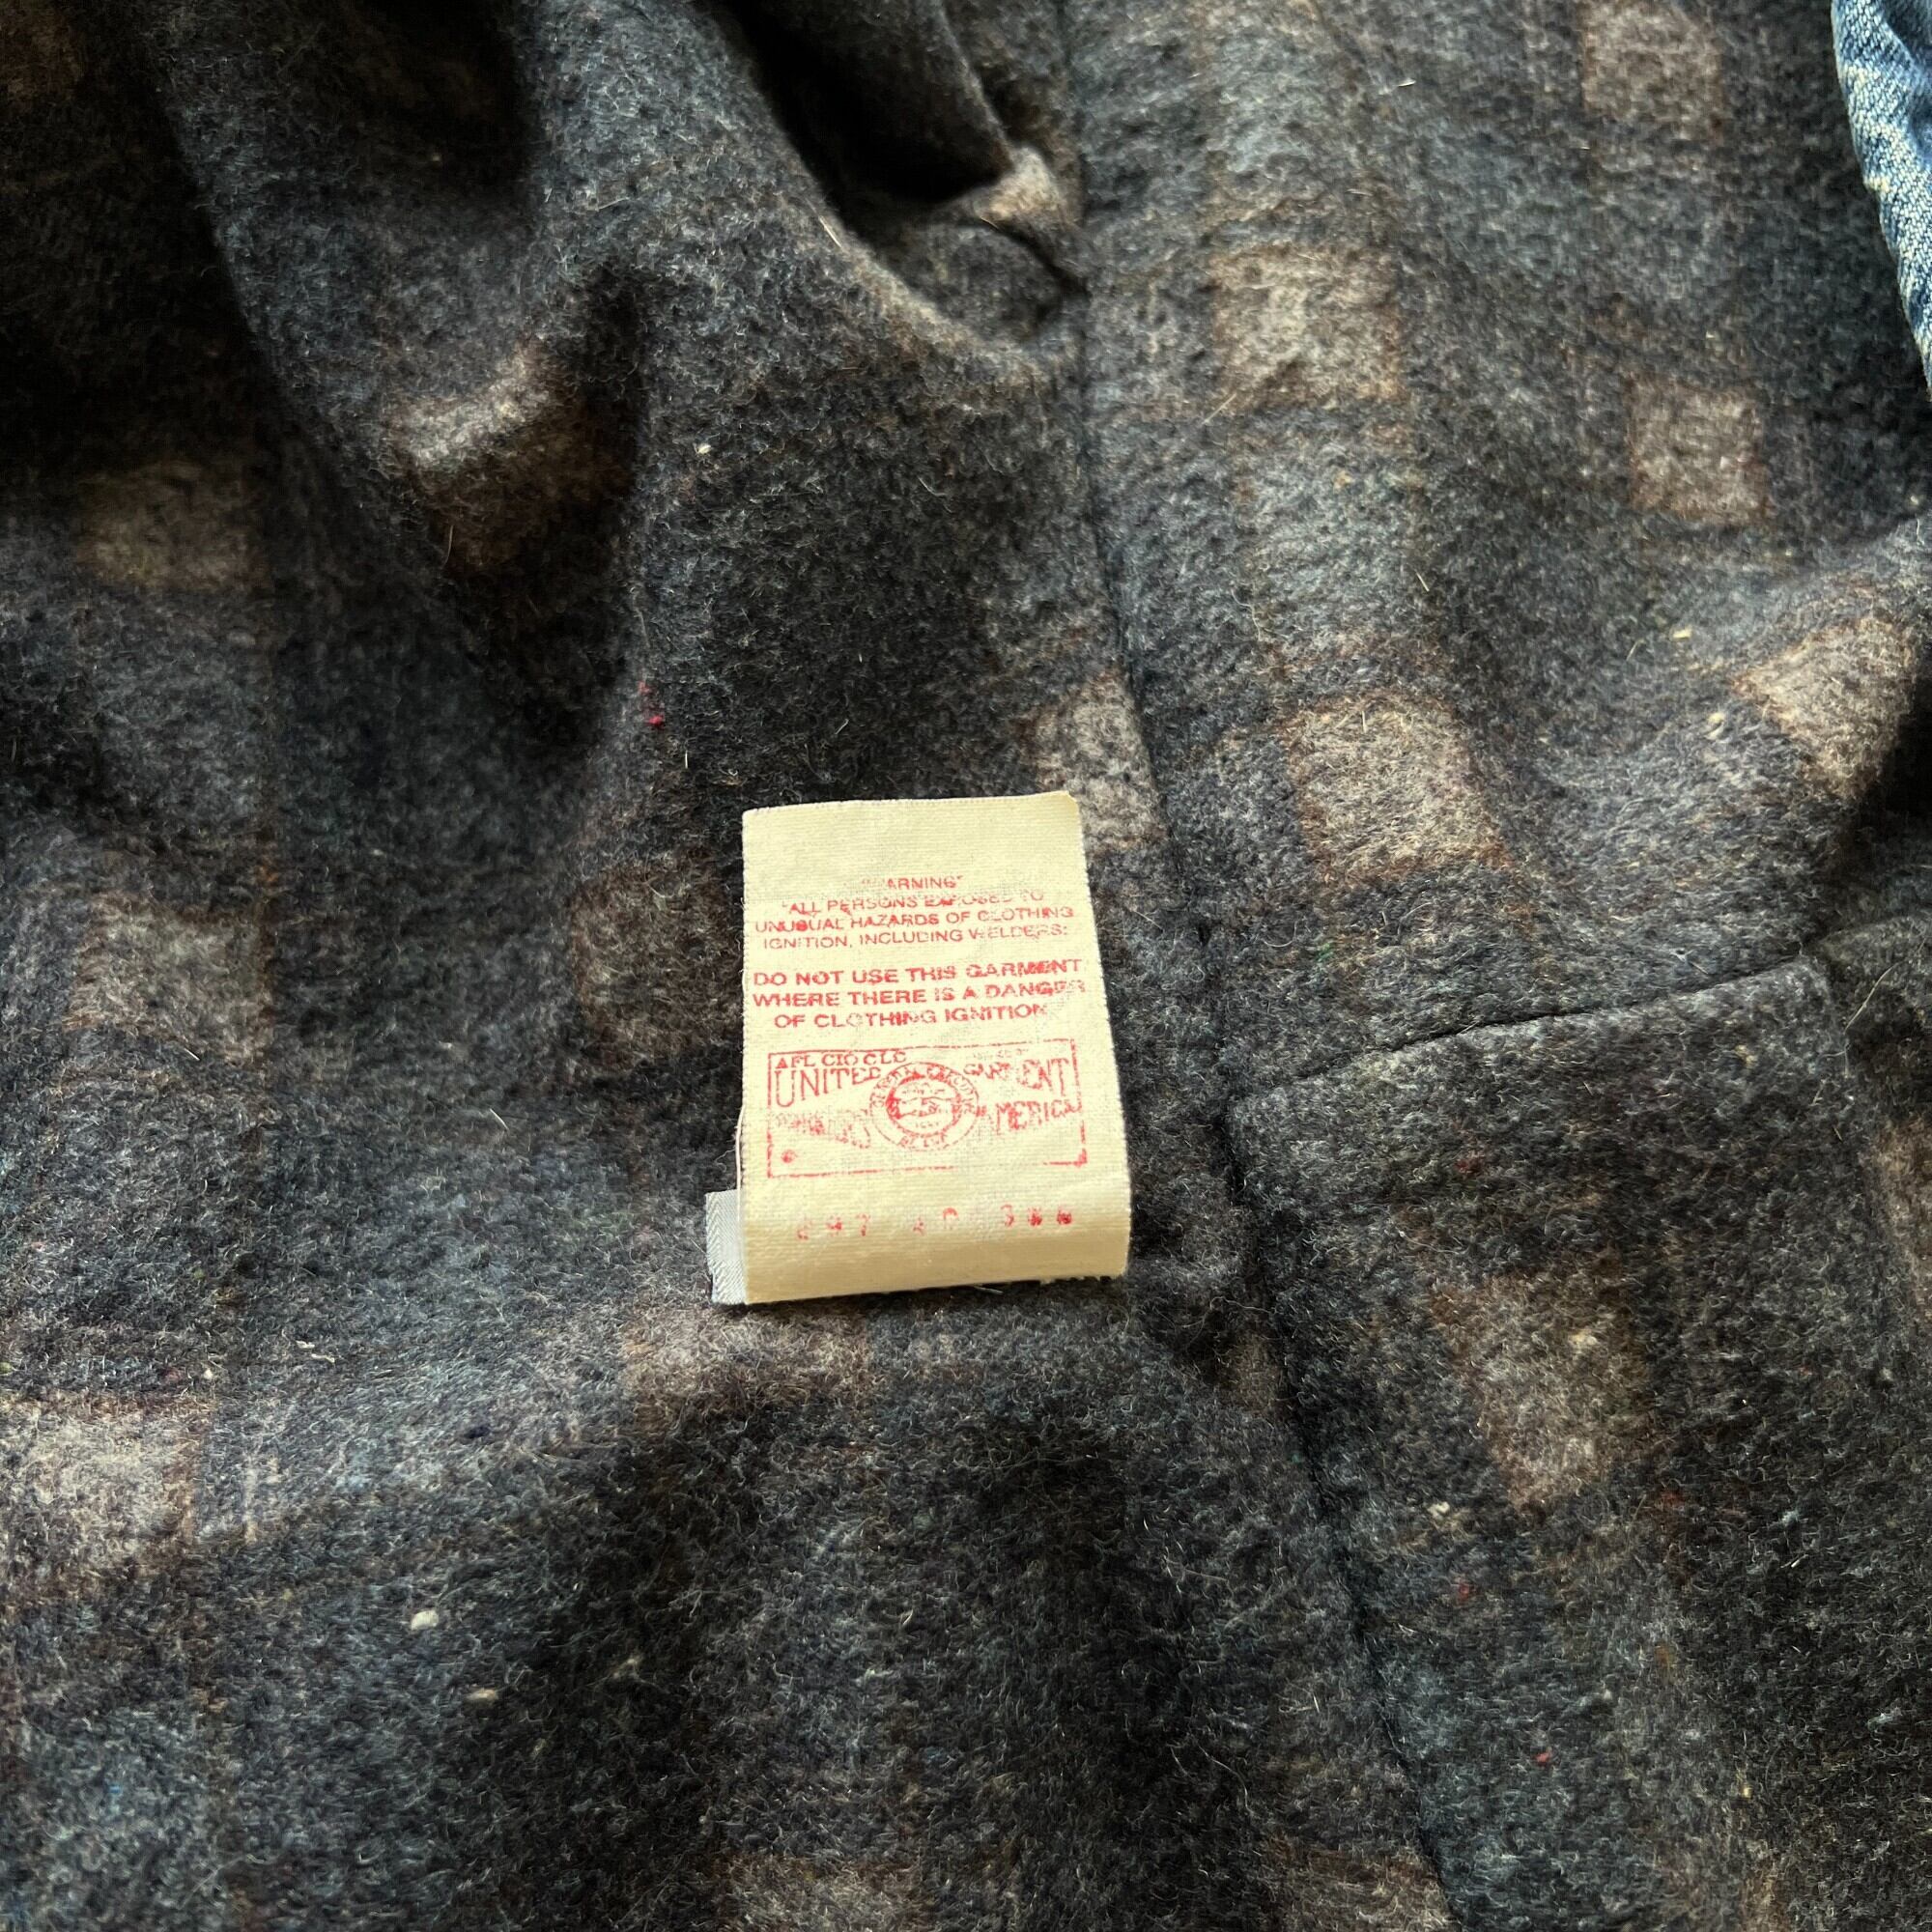 "WARNING"
"ALL PERSONS EXPOSED TO
UNUSUAL HAZARDS OF CLOTHING
IGNITION, INCLUDING WELDERS:
DO NOT USE THIS GARMENT
WHERE THERE IS A DANGER
OF CLOTHING IGNITION
AFL CIO CLC
UNITED GARMENT
WORKERS AMERICA